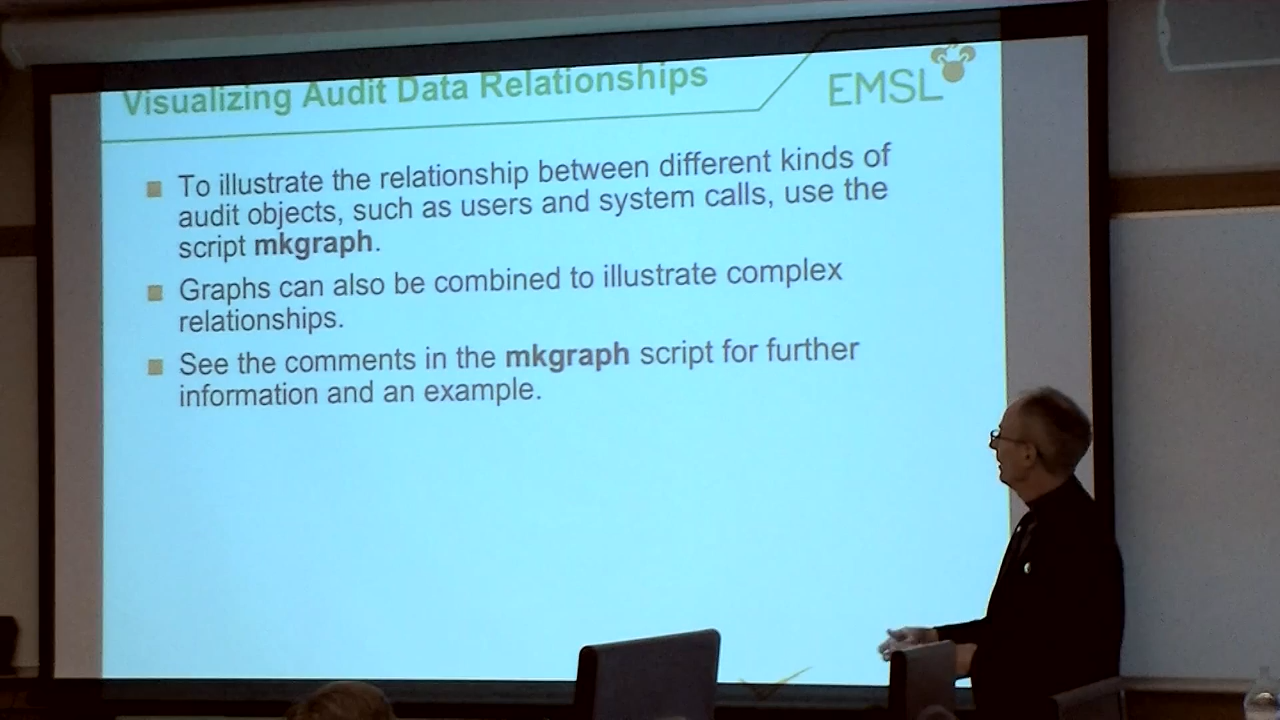 Visualizing Audit Data Relationships
EMSL
To illustrate the relationship between different kinds of
audit objects, such as users and system calls, use the
script mkgraph.
Graphs can also be combined to illustrate complex
relationships.
See the comments in the mkgraph script for further
information and an example.